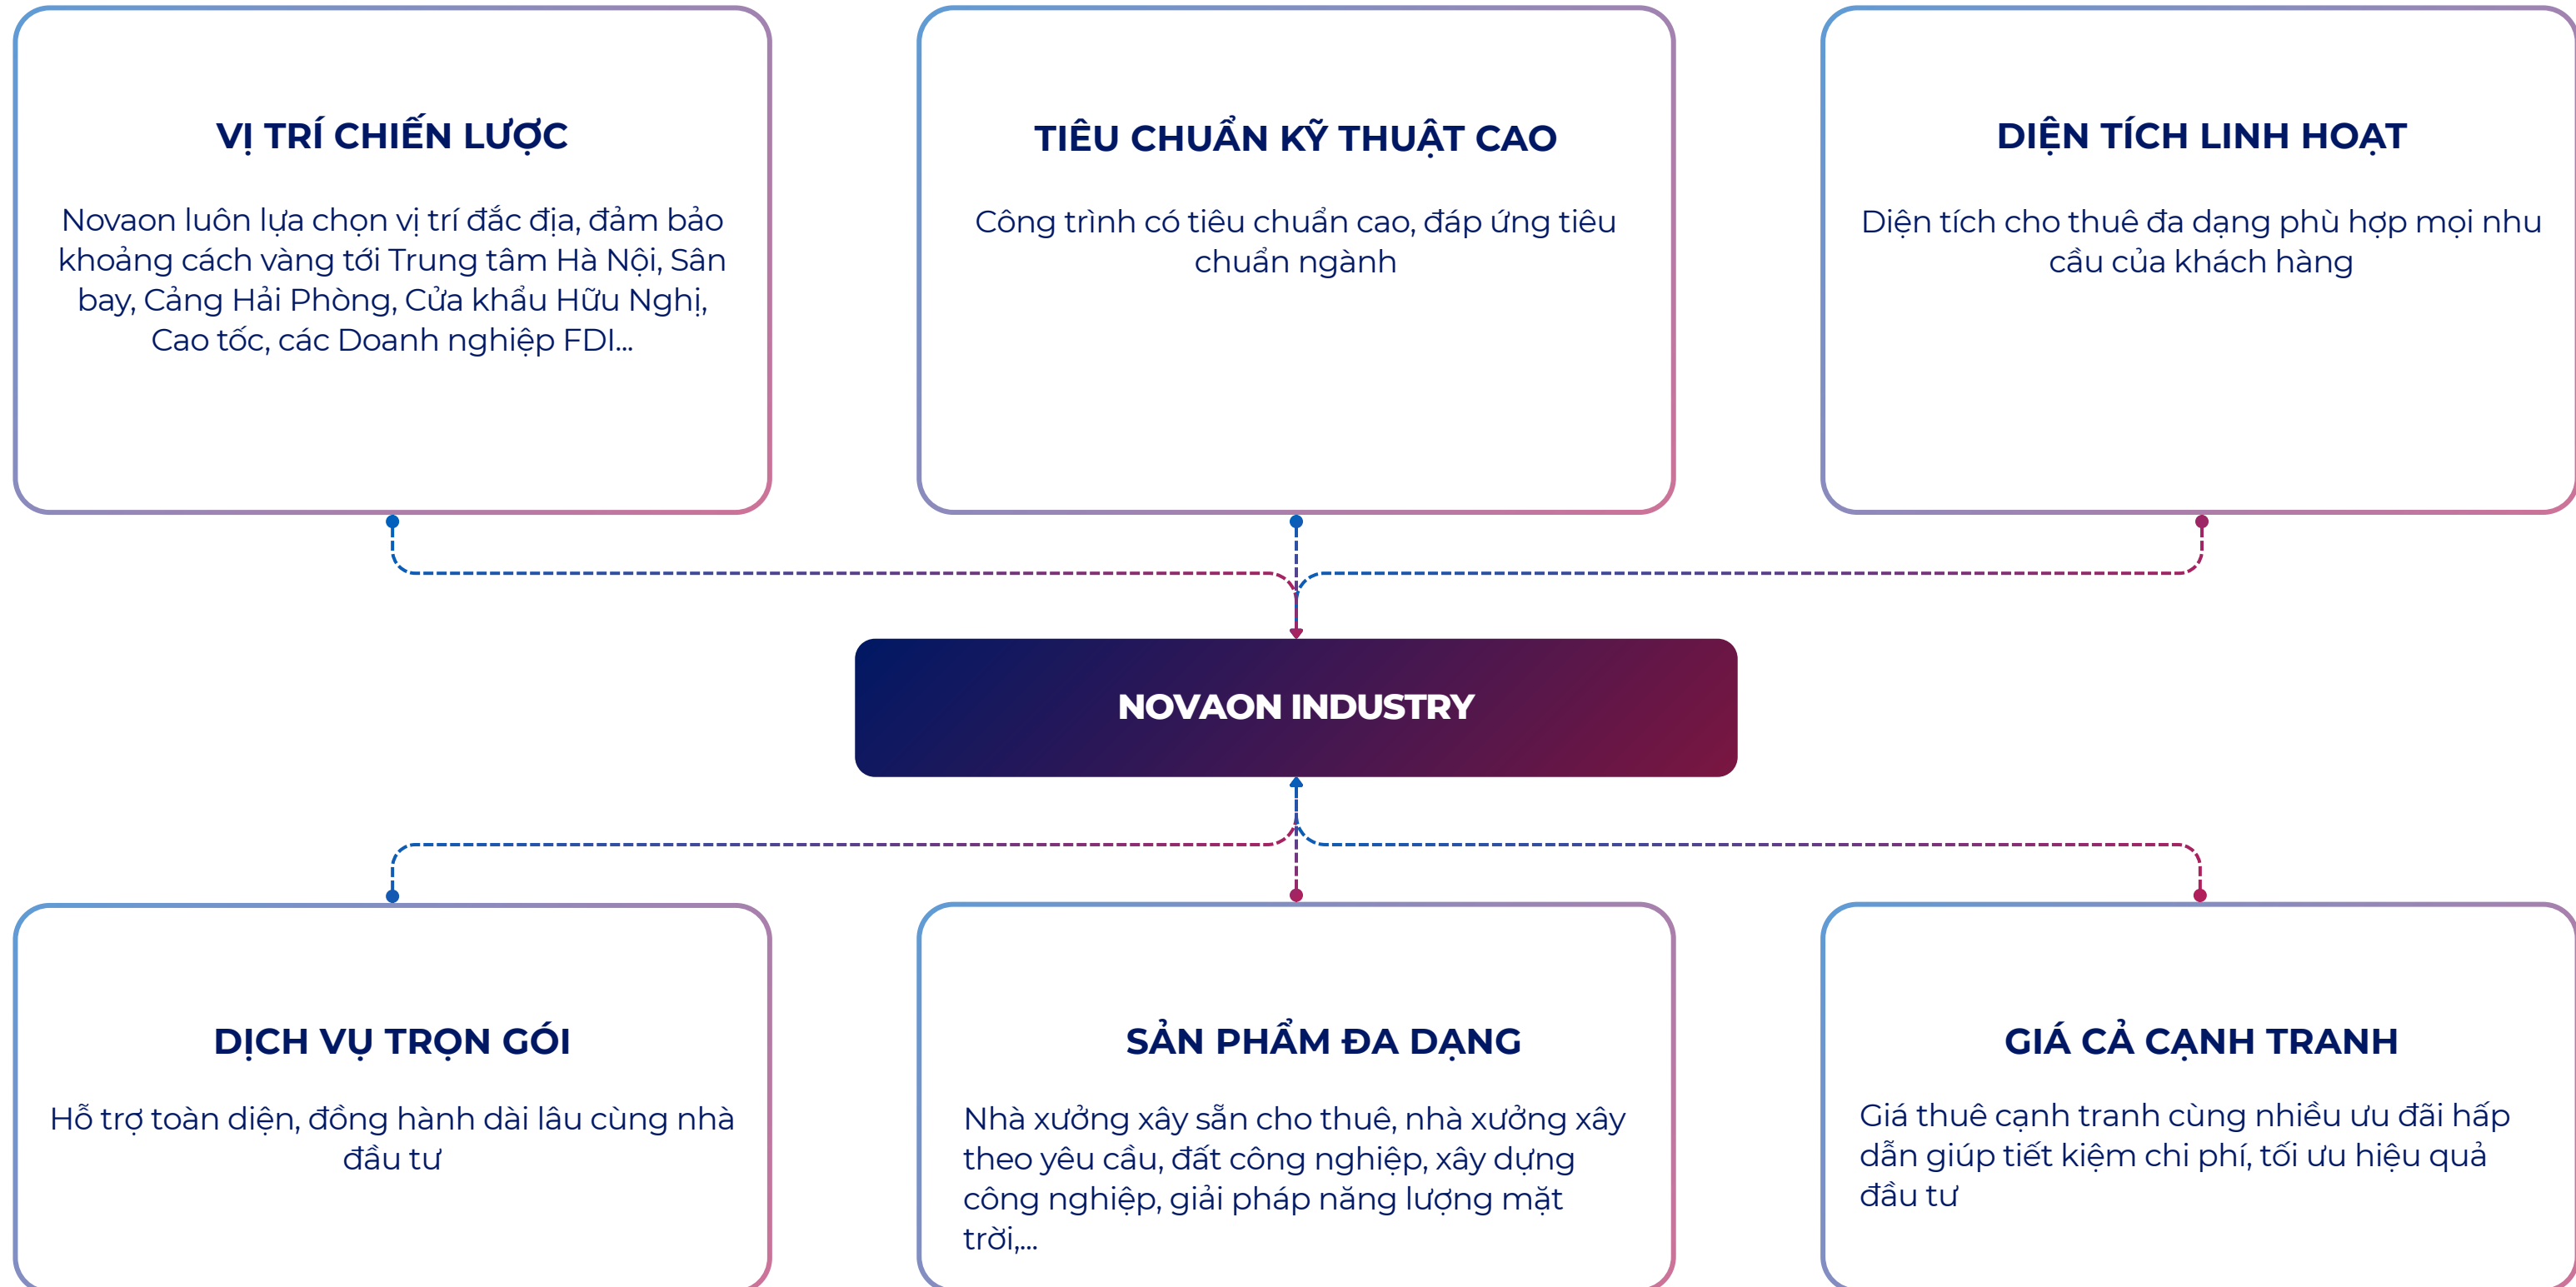 VỊ TRÍ CHIẾN LƯỢC
Novaon luôn lựa chọn vị trí đắc địa, đảm bảo
khoảng cách vàng tới Trung tâm Hà Nội, Sân
bay, Cảng Hải Phòng, Cửa khẩu Hữu Nghị,
Cao tốc, các Doanh nghiệp FDI...
TIÊU CHUẨN KỸ THUẬT CAO
Công trình có tiêu chuẩn cao, đáp ứng tiêu
chuẩn ngành
DIỆN TÍCH LINH HOẠT
Diện tích cho thuê đa dạng phù hợp mọi nhu
cầu của khách hàng
NOVAON INDUSTRY
DỊCH VỤ TRỌN GÓI
Hỗ trợ toàn diện, đồng hành dài lâu cùng nhà
đầu tư
SẢN PHẨM ĐA DẠNG
Nhà xưởng xây sẵn cho thuê, nhà xưởng xây
theo yêu cầu, đất công nghiệp, xây dựng
công nghiệp, giải pháp năng lượng mặt
trời,...
GIÁ CẢ CẠNH TRANH
Giá thuê cạnh tranh cùng nhiều ưu đãi hấp
dẫn giúp tiết kiệm chi phí, tối ưu hiệu quả
đầu tư